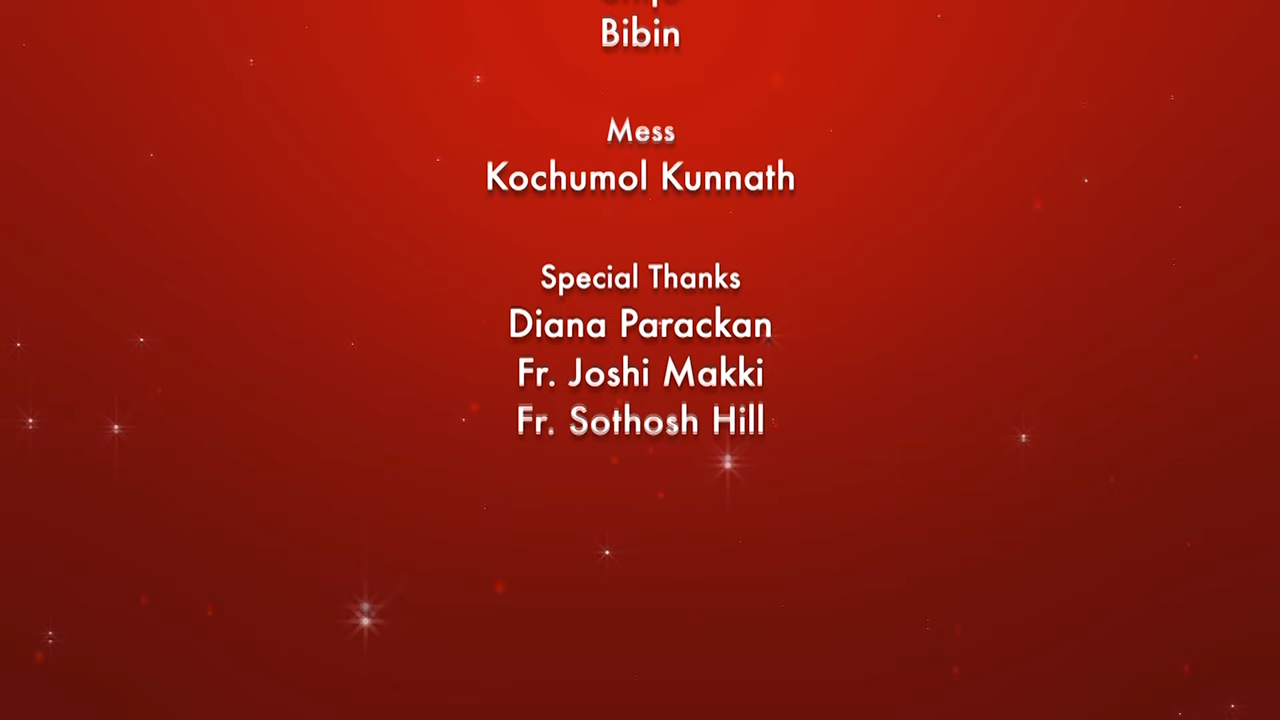 Bibin
Mess
Kochumol Kunnath
Special Thanks
Diana Parackan
Fr. Joshi Makki
Fr. Sothosh Hill